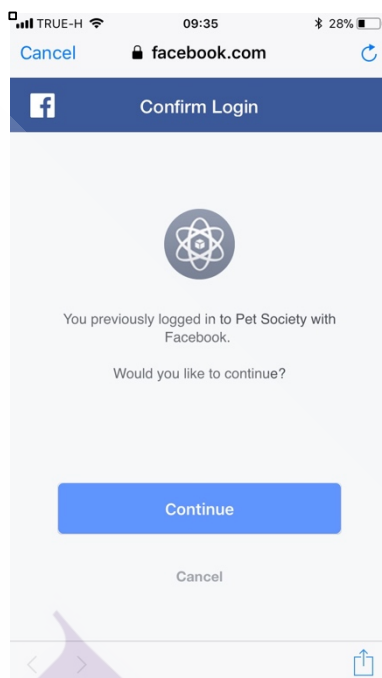 TRUE-H 09:35 28%
Cancel facebook.com
f Confirm Login
You previously logged in to Pet Society with
Facebook.
Would you like to continue?
Continue
Cancel